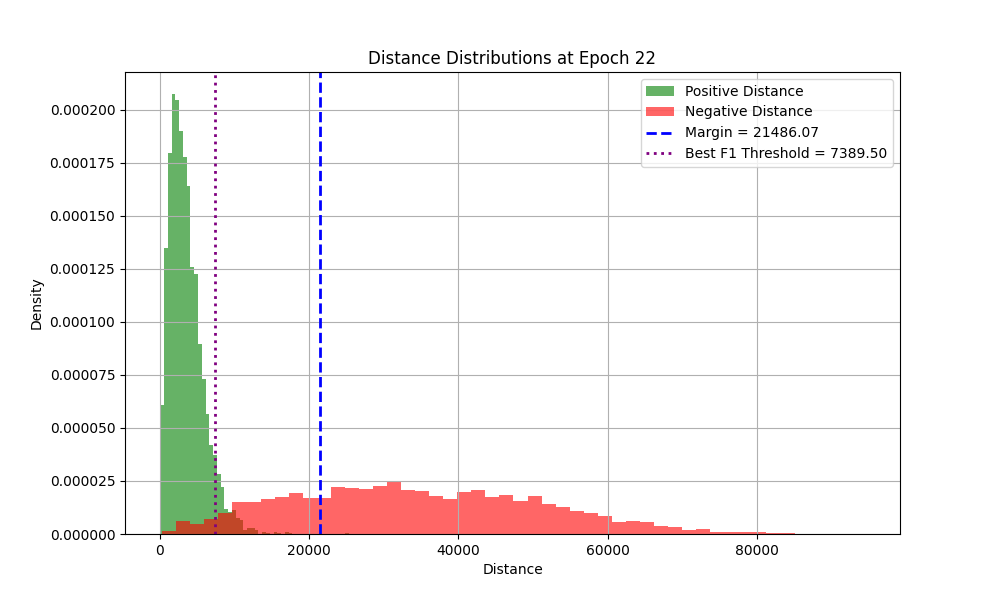 Distance Distributions at Epoch 22
Positive Distance
Negative Distance
Margin = 21486.07
Best F1 Threshold = 7389.50
0.000200
0.000175
0.000150
0.000125
0.000100
0.000075
0.000050
0.000025
0.000000
Density
0
20000
40000
60000
80000
Distance